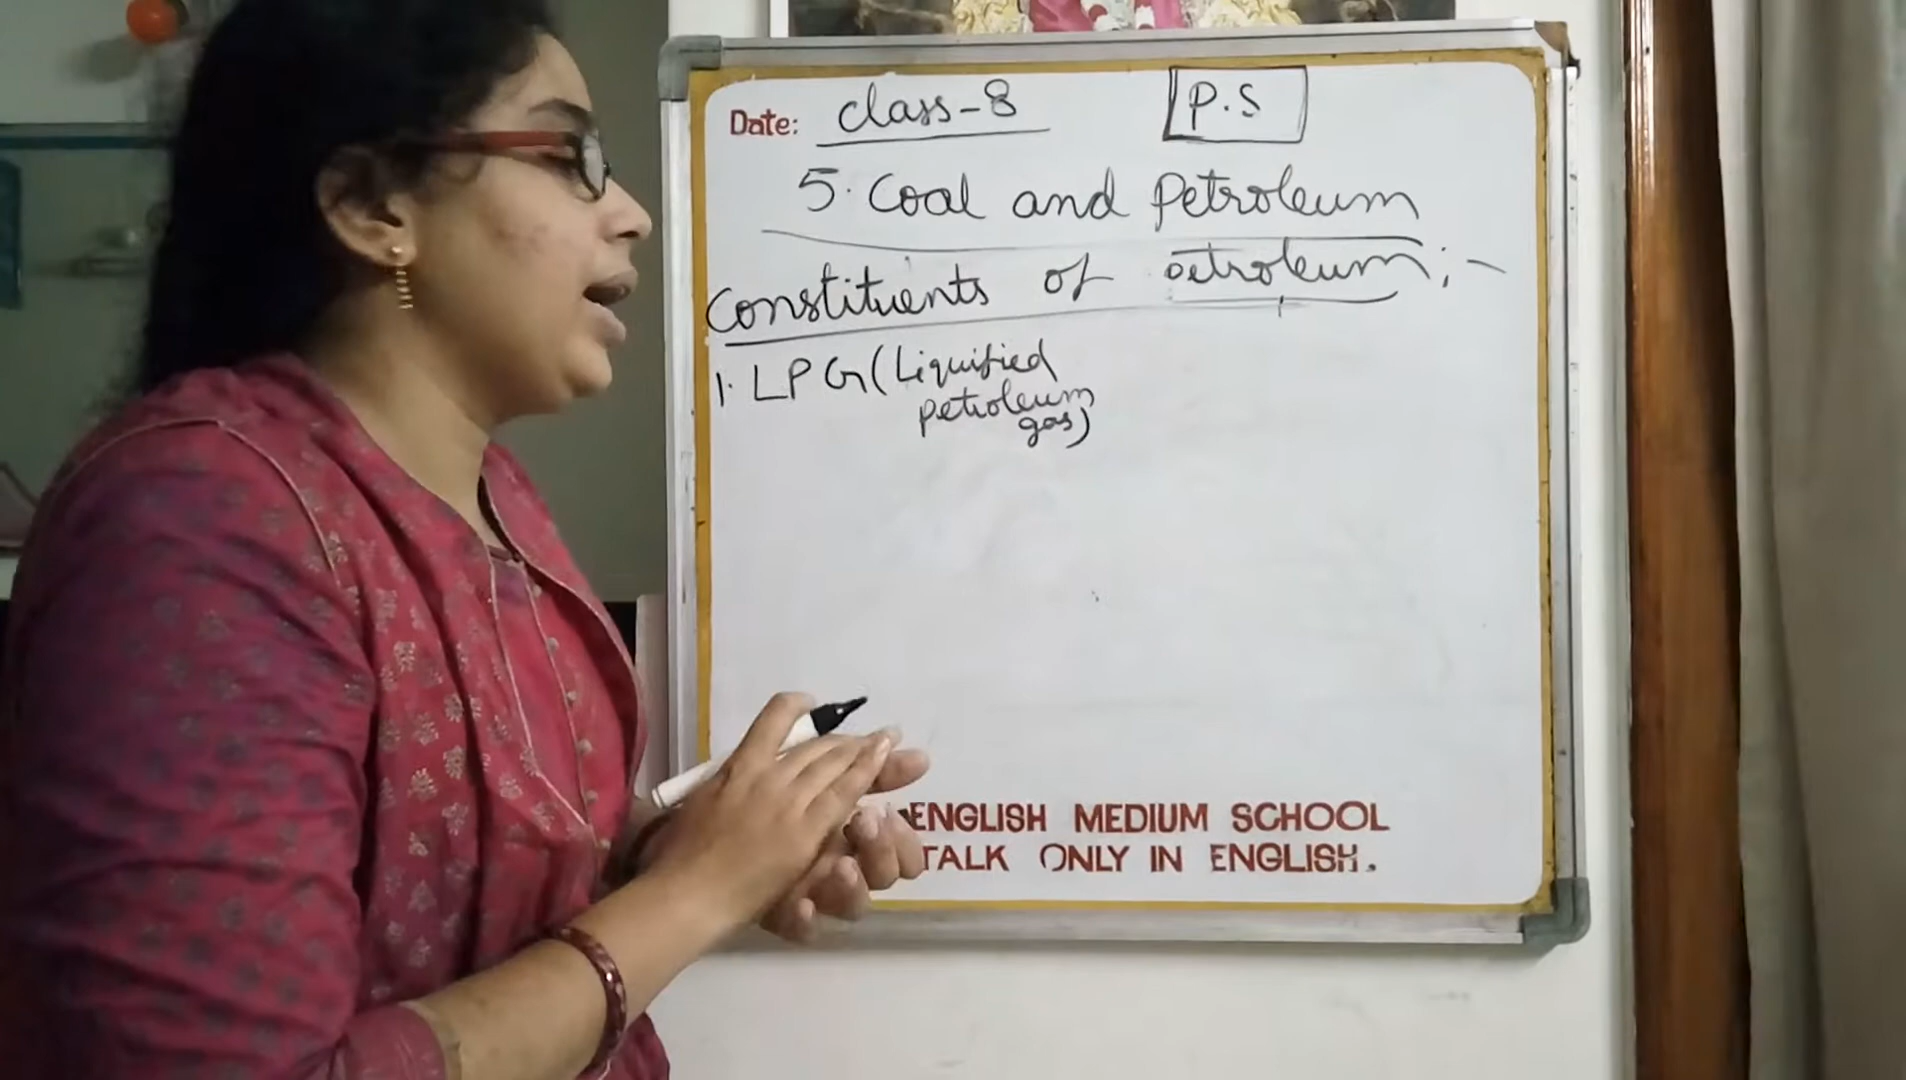 Date: class-8 P.S
5. Coal and Petroleum
Constituents of petroleum:-
1. LPG (Liquified
petroleum
gas)
ENGLISH MEDIUM SCHOOL
TALK ONLY IN ENGLISH.